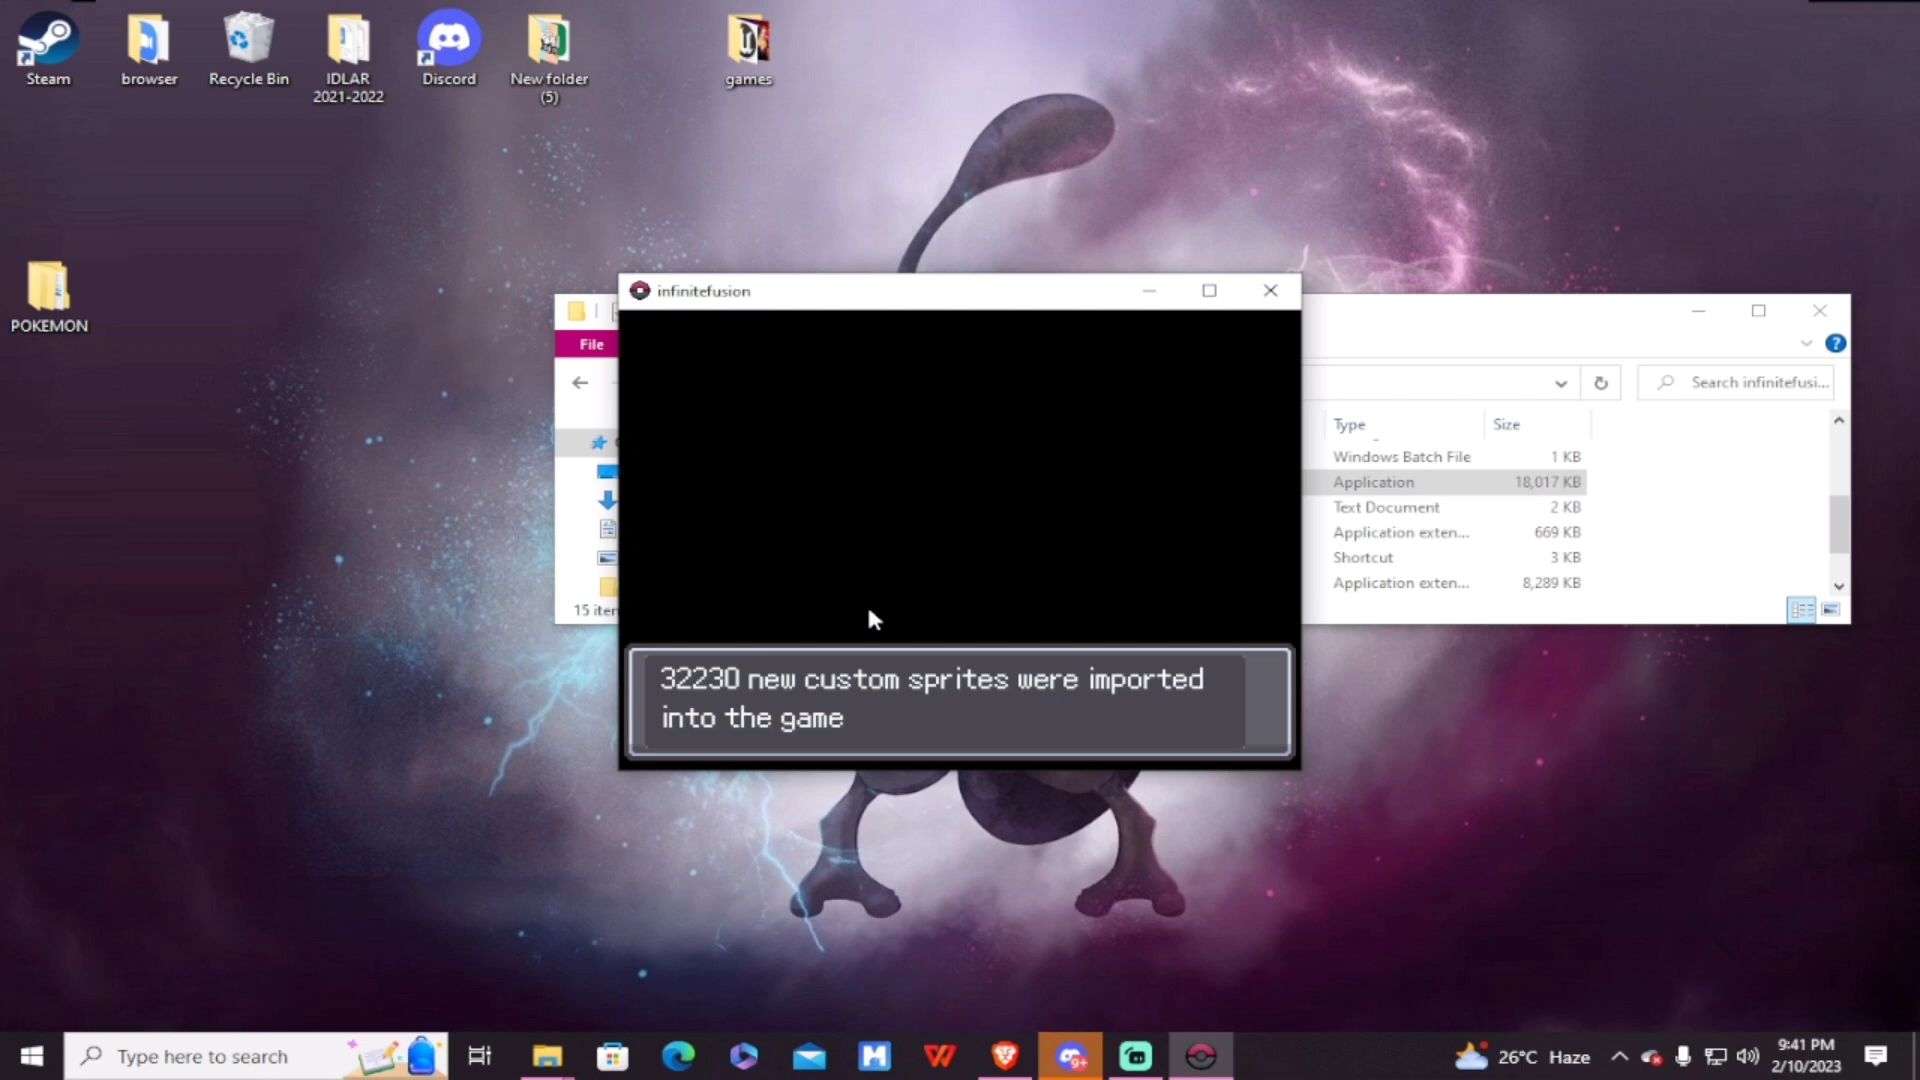 Steam
browser
Recycle Bin
IDLAR
2021-2022
Discord
New folder
(5)
games
POKEMON
infinitefusion
File
Search infinitefusi...
Type
Size
Windows Batch File
1 KB
Application
18,017 KB
Text Document
2 KB
Application exten...
669 KB
Shortcut
3 KB
Application exten...
8,289 KB
15 iten
32230 new custom sprites were imported
into the game
Type here to search
9+
26°C Haze
9:41 PM
2/10/2023